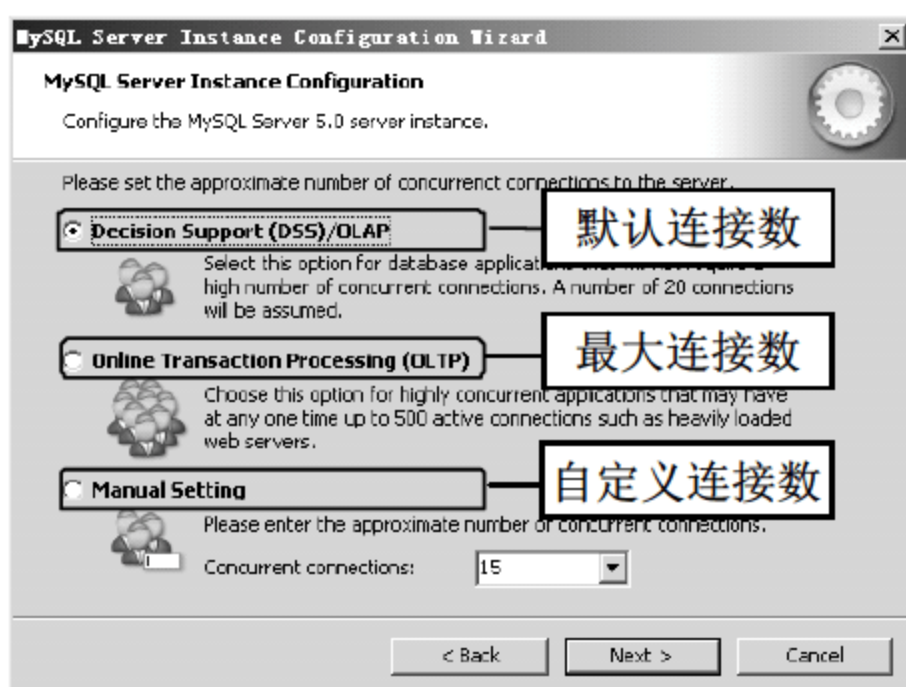 MySQL Server Instance Configuration Wizard
MySQL Server Instance Configuration
Configure the MySQL Server 5.0 server instance.
Please set the approximate number of concurrenct connections to the server.
Decision Support (DSS)/OLAP
默认连接数
Select this option for database
high number of concurrent connections. A number of 20 connections
will be assumed.
Online Transaction Processing (OLTP)
最大连接数
Choose this option for highly concurrent applications that may have
at any one time up to 500 active connections such as heavily loaded
web servers.
Manual Setting
自定义连接数
Please enter the approximate number of concurrent connections.
Concurrent connections:
15
< Back
Next >
Cancel